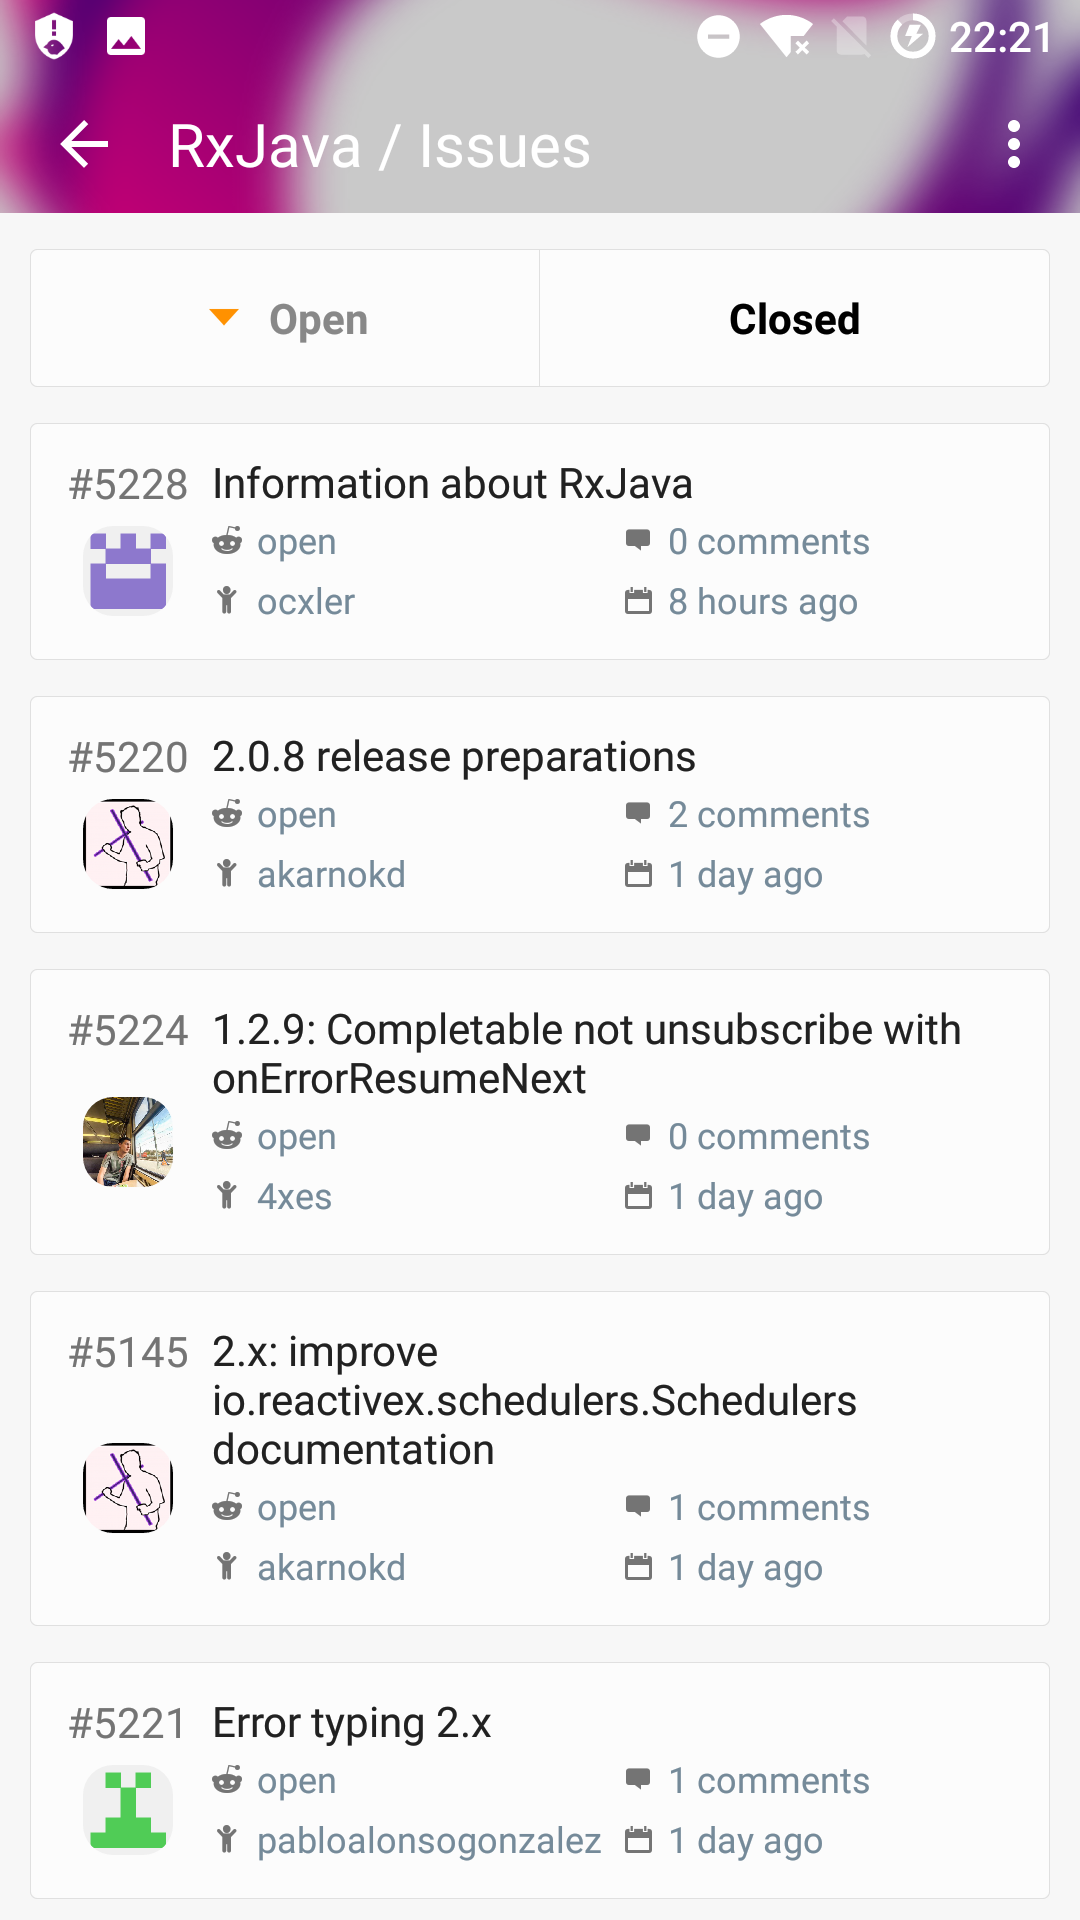 22:21
RxJava / Issues
Open
Closed
#5228 Information about RxJava
open 0 comments
ocxler 8 hours ago
#5220 2.0.8 release preparations
open 2 comments
akarnokd 1 day ago
#5224 1.2.9: Completable not unsubscribe with
onErrorResumeNext
open 0 comments
4xes 1 day ago
#5145 2.x: improve
io.reactivex.schedulers.Schedulers
documentation
open 1 comments
akarnokd 1 day ago
#5221 Error typing 2.x
open 1 comments
pabloalonsogonzalez 1 day ago